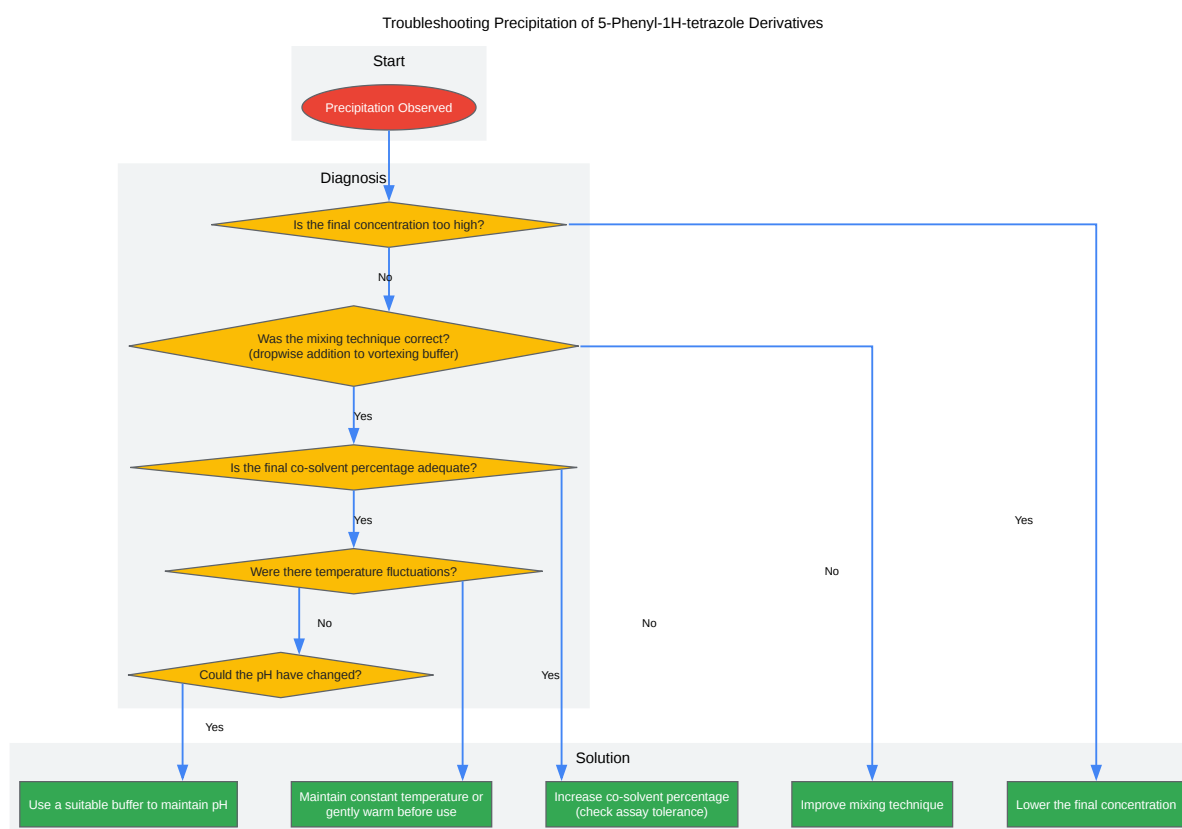 Troubleshooting Precipitation of 5-Phenyl-1H-tetrazole Derivatives
Start
Precipitation Observed
Diagnosis
Is the final concentration too high?
No
Was the mixing technique correct?
(dropwise addition to vortexing buffer)
Yes
Is the final co-solvent percentage adequate?
Yes
Yes
Were there temperature fluctuations?
No
No
No
Could the pH have changed?
Yes
Yes
Solution
Use a suitable buffer to maintain pH
Maintain constant temperature or
gently warm before use
Increase co-solvent percentage
(check assay tolerance)
Improve mixing technique
Lower the final concentration